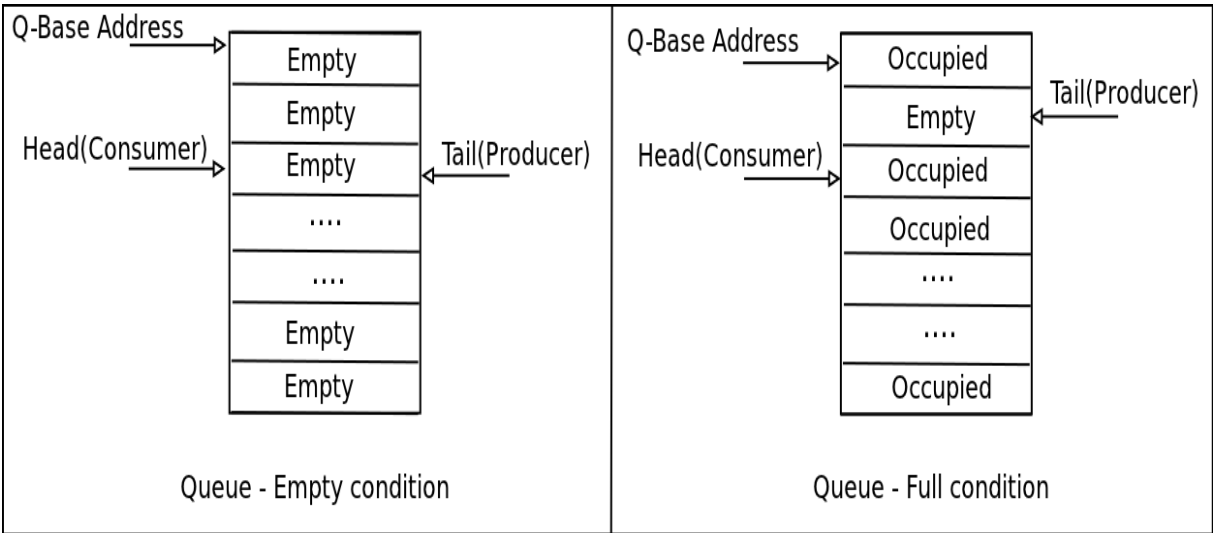 Q-Base Address
Empty
Empty
Head(Consumer)
Empty
Tail(Producer)
....
....
Empty
Empty
Queue - Empty condition
Q-Base Address
Occupied
Tail(Producer)
Empty
Head(Consumer)
Occupied
Occupied
....
....
Occupied
Queue - Full condition